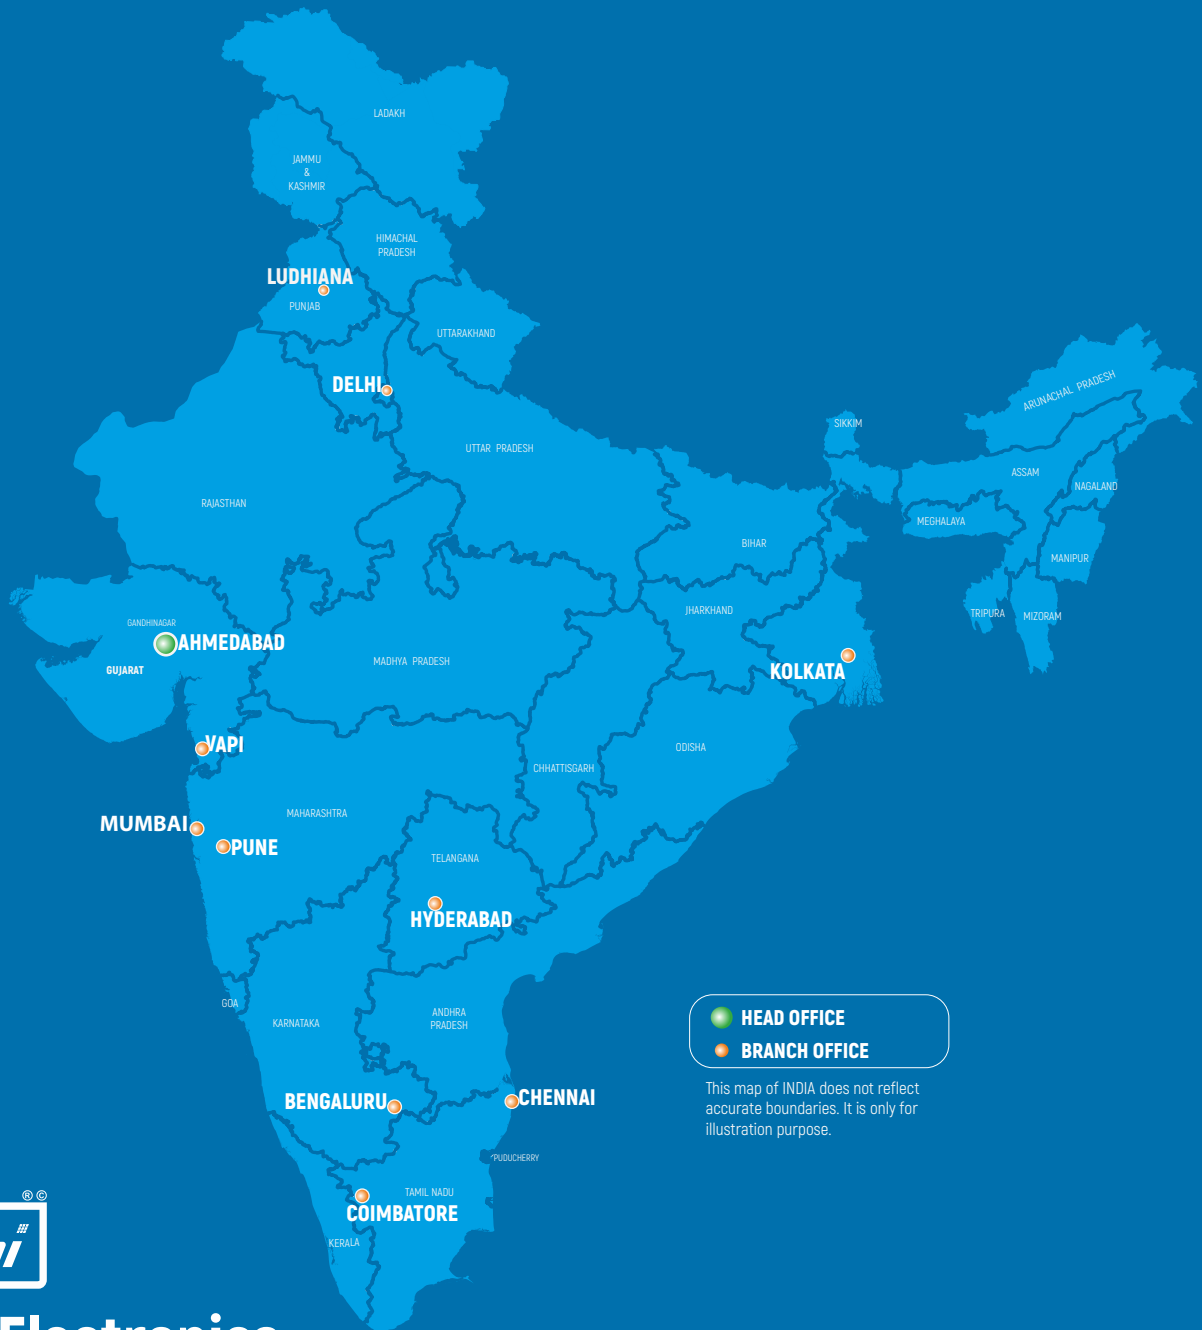 LADAKH
JAMMU
&
KASHMIR
HIMACHAL
PRADESH
LUDHIANA
PUNJAB
UTTARAKHAND
DELHI
ARUNACHAL PRADESH
SIKKIM
UTTAR PRADESH
ASSAM
NAGALAND
RAJASTHAN
MEGHALAYA
BIHAR
MANIPUR
JHARKHAND
TRIPURA
MIZORAM
GANDHINAGAR
AHMEDABAD
GUJARAT
MADHYA PRADESH
KOLKATA
VAPI
ODISHA
CHHATTISGARH
MAHARASHTRA
MUMBAI
PUNE
TELANGANA
HYDERABAD
GOA
KARNATAKA
ANDHRA
PRADESH
HEAD OFFICE
BRANCH OFFICE
This map of INDIA does not reflect
accurate boundaries. It is only for
illustration purpose.
BENGALURU
CHENNAI
PUDUCHERRY
TAMIL NADU
COIMBATORE
KERALA
® ©
Electronics